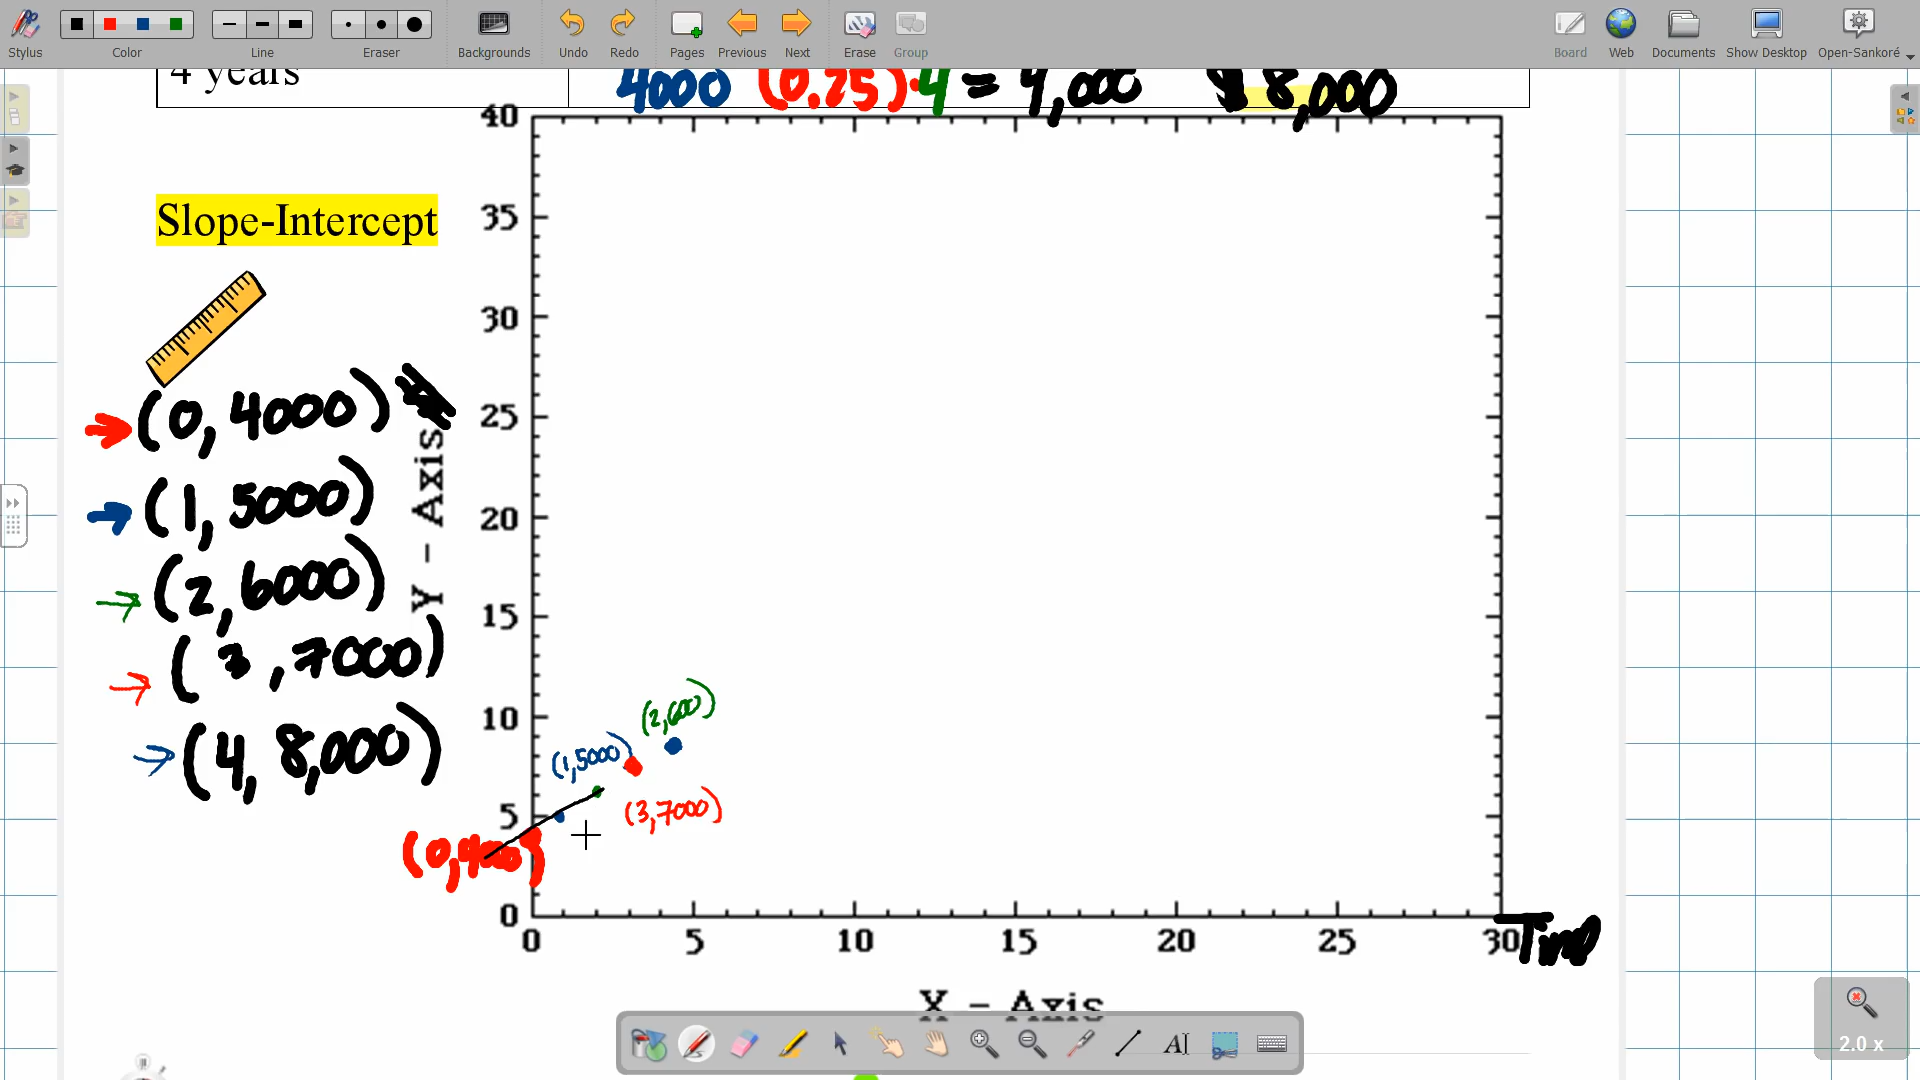 Stylus Color Line Eraser Backgrounds Undo Redo Pages Previous Next Erase Group Board Web Documents Show Desktop Open-Sankoré
4 years 4000 (0.25)·4 = 4,000 $8,000
Slope-Intercept
(0, 4000)
(1, 5000)
(2, 6000)
(3, 7000)
(4, 8,000)
Y - Axis
40
35
30
25
20
15
10
5
0
(2,600)
(1,5000)
(3,7000)
(0,4000)
0 5 10 15 20 25 30 Time
X - Axis
2.0 x